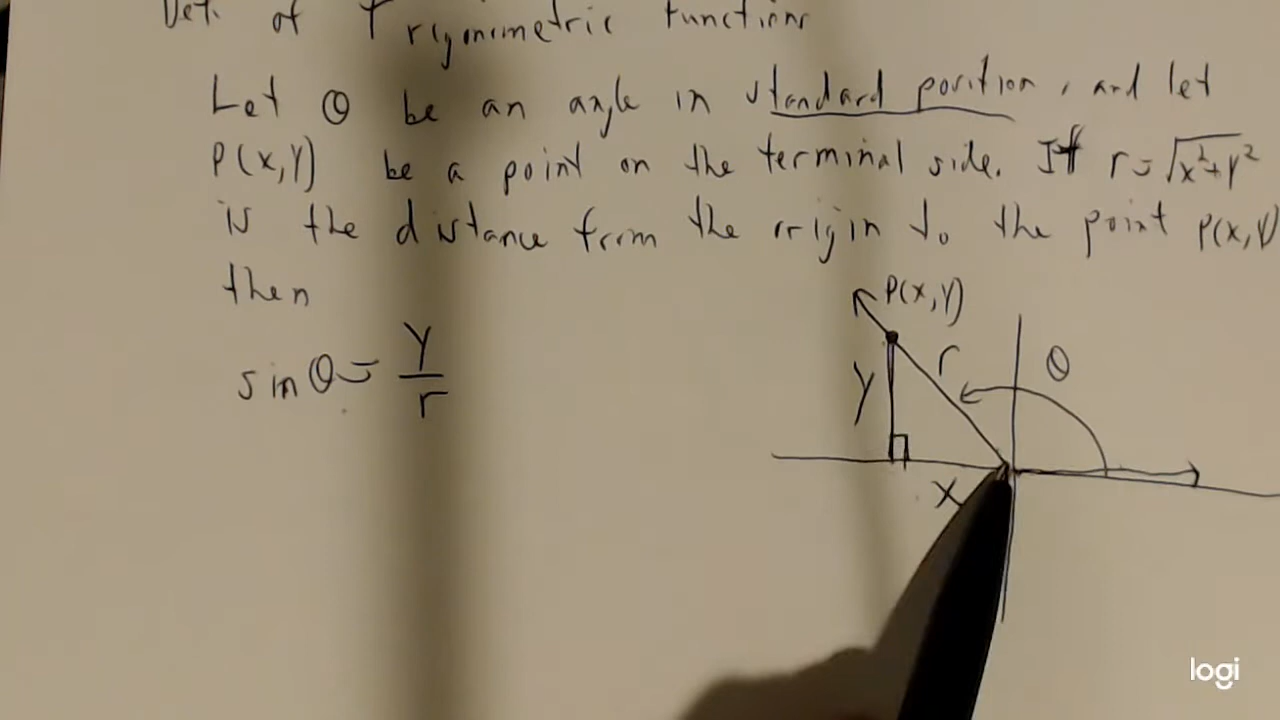 Def. of Trigonometric Functions
Let θ be an angle in standard position, and let
P(x,y) be a point on the terminal side. If r = √x²+y²
is the distance from the origin to the point P(x,y)
then
sin θ = y/r
P(x,y)
r
θ
y
x
logi